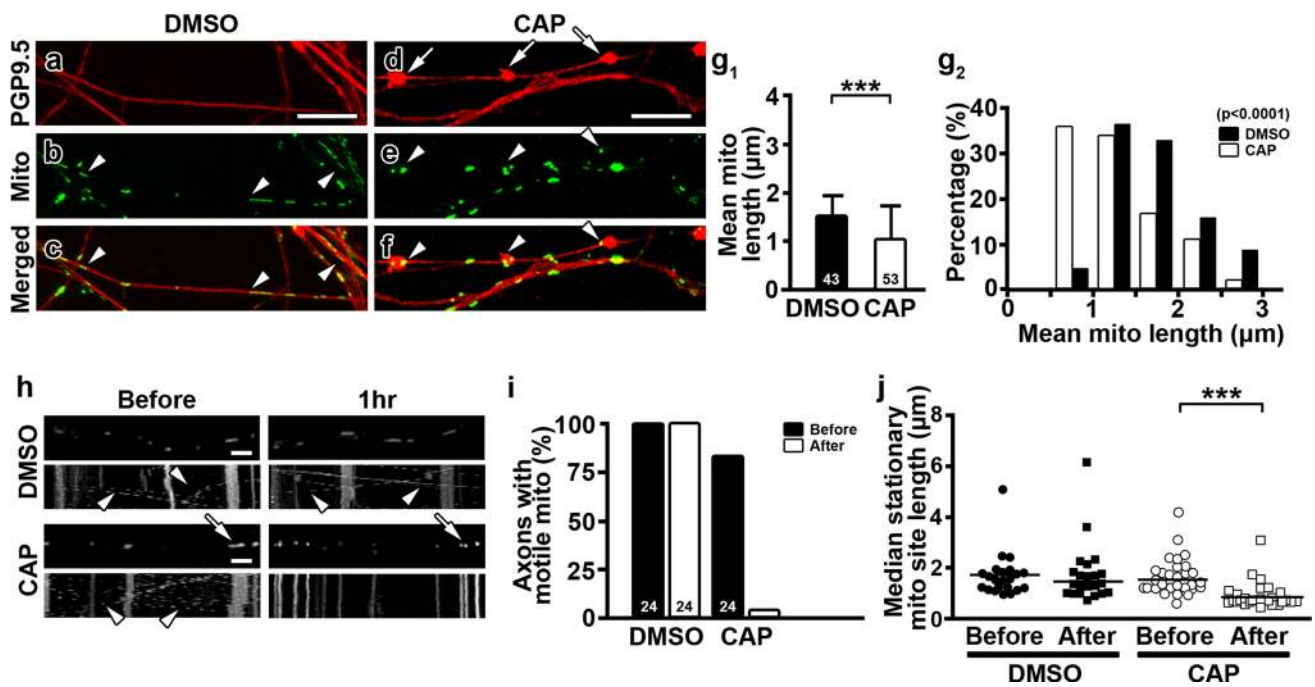 DMSO
CAP
PGP9.5
Mito
Merged
a
b
c
d
e
f
g1
Mean mito
length (µm)
4
3
2
1
0
***
43
53
DMSO CAP
g2
Percentage (%)
40
30
20
10
0
(p<0.0001)
DMSO
CAP
0 1 2 3
Mean mito length (µm)
h
Before
1hr
DMSO
CAP
i
Axons with
motile mito (%)
100
75
50
25
0
Before
After
24
24
24
DMSO CAP
j
Median stationary
mito site length (µm)
8
6
4
2
0
***
Before After Before After
DMSO CAP